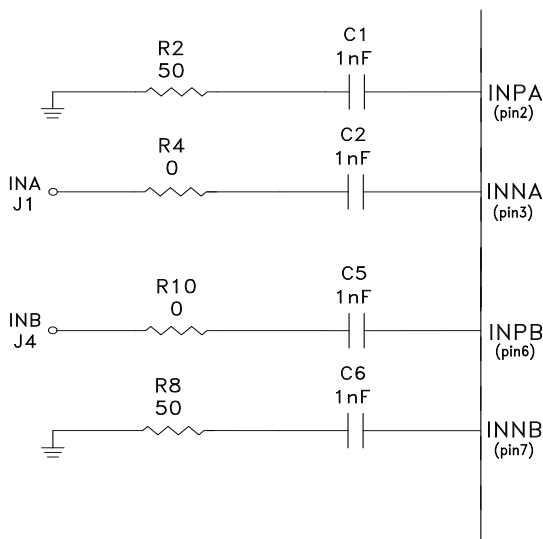 C1
1nF
R2
50
INPA
(pin2)
C2
1nF
R4
0
INA
J1
INNA
(pin3)
C5
1nF
R10
0
INB
J4
INPB
(pin6)
C6
1nF
R8
50
INNB
(pin7)